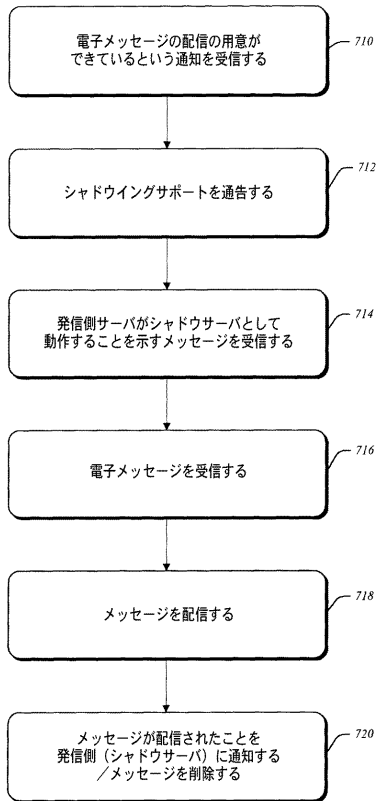 電子メッセージの配信の用意が
できているという通知を受信する
710
シャドウイングサポートを通告する
712
発信側サーバがシャドウサーバとして
動作することを示すメッセージを受信する
714
電子メッセージを受信する
716
メッセージを配信する
718
メッセージが配信されたことを
発信側（シャドウサーバ）に通知する
／メッセージを削除する
720